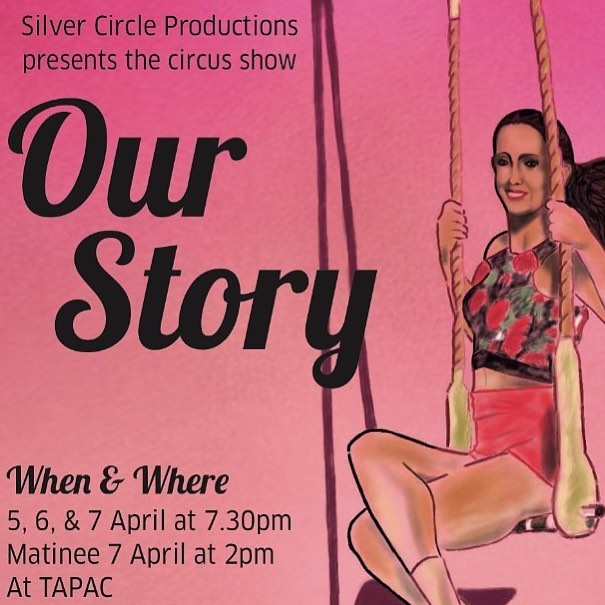 Silver Circle Productions
presents the circus show
Our
Story
When & Where
5, 6, & 7 April at 7.30pm
Matinee 7 April at 2pm
At TAPAC